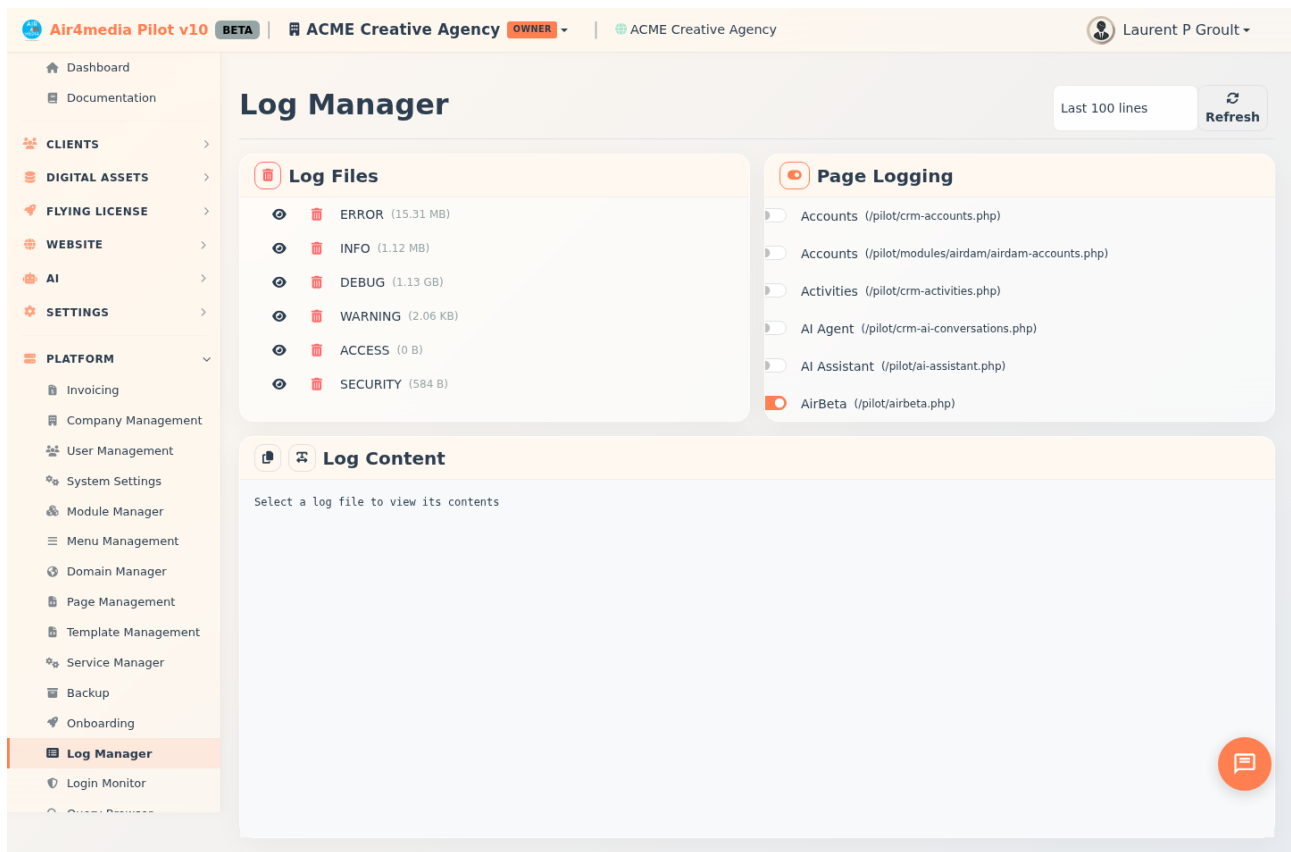 Air4media Pilot v10 BETA | ACME Creative Agency OWNER | ACME Creative Agency Laurent P Groult
Dashboard
Documentation
CLIENTS
DIGITAL ASSETS
FLYING LICENSE
WEBSITE
AI
SETTINGS
PLATFORM
Invoicing
Company Management
User Management
System Settings
Module Manager
Menu Management
Domain Manager
Page Management
Template Management
Service Manager
Backup
Onboarding
Log Manager
Login Monitor
Query Browser
Log Manager
Last 100 lines
Refresh
Log Files
ERROR (15.31 MB)
INFO (1.12 MB)
DEBUG (1.13 GB)
WARNING (2.06 KB)
ACCESS (0 B)
SECURITY (584 B)
Page Logging
Accounts (/pilot/crm-accounts.php)
Accounts (/pilot/modules/airdam/airdam-accounts.php)
Activities (/pilot/crm-activities.php)
AI Agent (/pilot/crm-ai-conversations.php)
AI Assistant (/pilot/ai-assistant.php)
AirBeta (/pilot/airbeta.php)
Log Content
Select a log file to view its contents